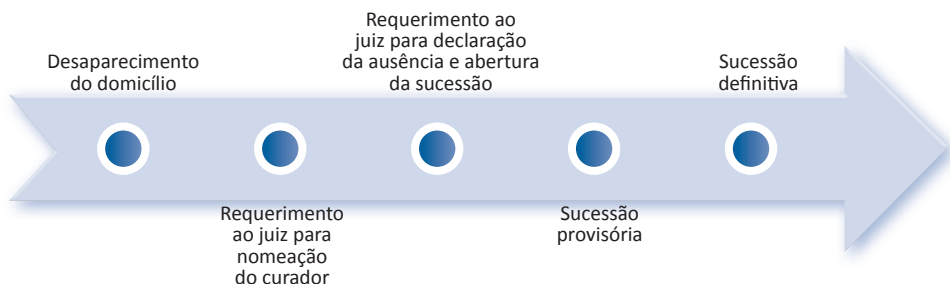 Desaparecimento
do domicílio
Requerimento
ao juiz para
nomeação
do curador
Requerimento ao
juiz para declaração
da ausência e abertura
da sucessão
Sucessão
provisória
Sucessão
definitiva